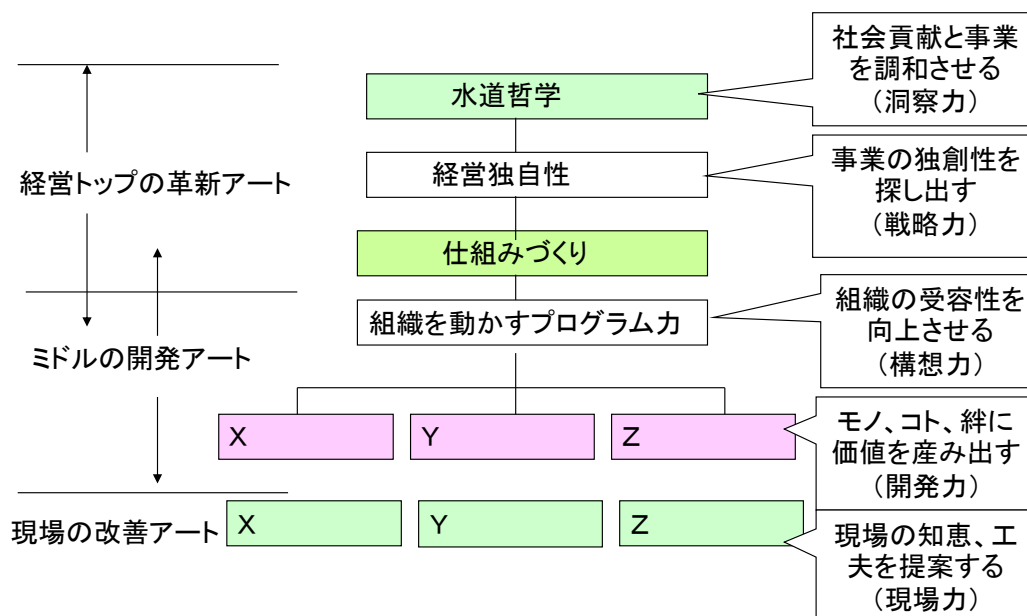 社会貢献と事業
を調和させる
（洞察力）
水道哲学
経営独自性
事業の独創性を
探し出す
（戦略力）
経営トップの革新アート
仕組みづくり
組織を動かすプログラム力
組織の受容性を
向上させる
（構想力）
ミドルの開発アート
X
Y
Z
モノ、コト、絆に
価値を産み出す
（開発力）
現場の改善アート
X
Y
Z
現場の知恵、工
夫を提案する
（現場力）